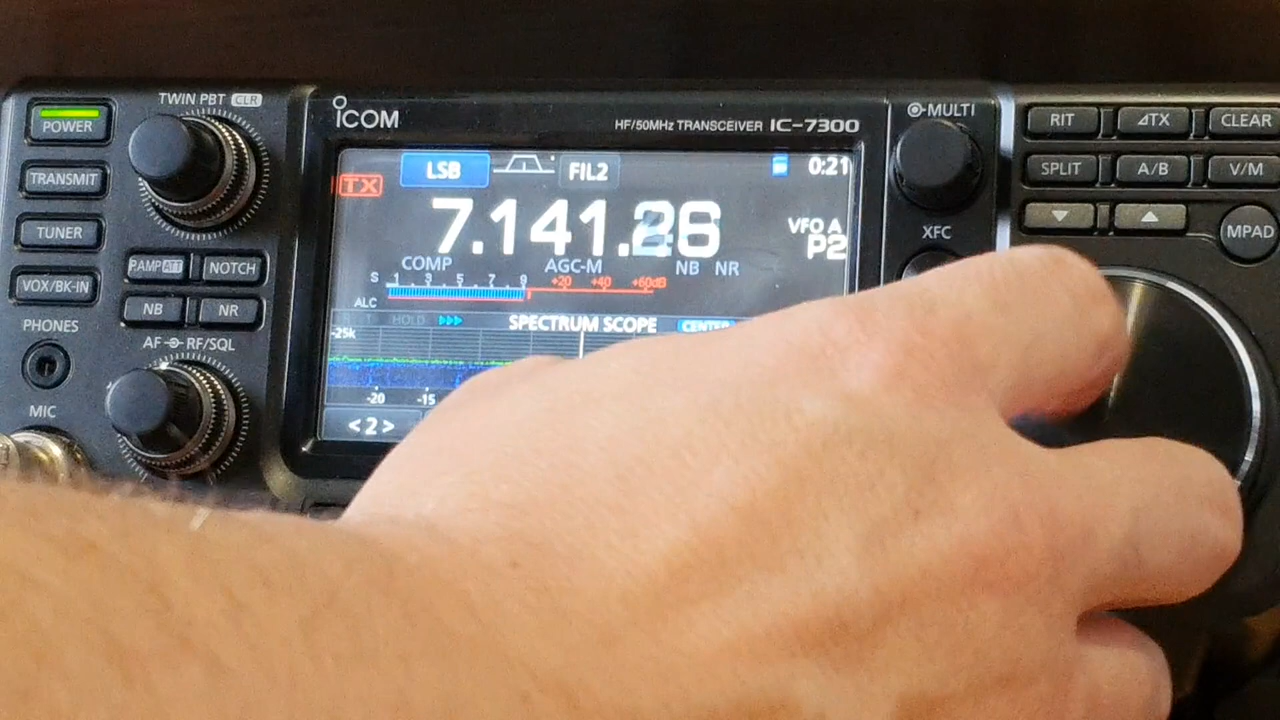 TWIN PBT CLR
POWER
TRANSMIT
TUNER
VOX/BK-IN
P.AMP ATT
NOTCH
NB
NR
PHONES
AF RF/SQL
MIC
ICOM
HF/50MHz TRANSCEIVER IC-7300
LSB
FIL2
0:21
TX
VFO A
P2
COMP
AGC-M
NB NR
S 1 3 5 7 9 +20 +40 +60dB
ALC
HOLD
SPECTRUM SCOPE CENTER
-25k
-20 -15
<2>
MULTI
XFC
RIT
⊿TX
CLEAR
SPLIT
A/B
V/M
MPAD